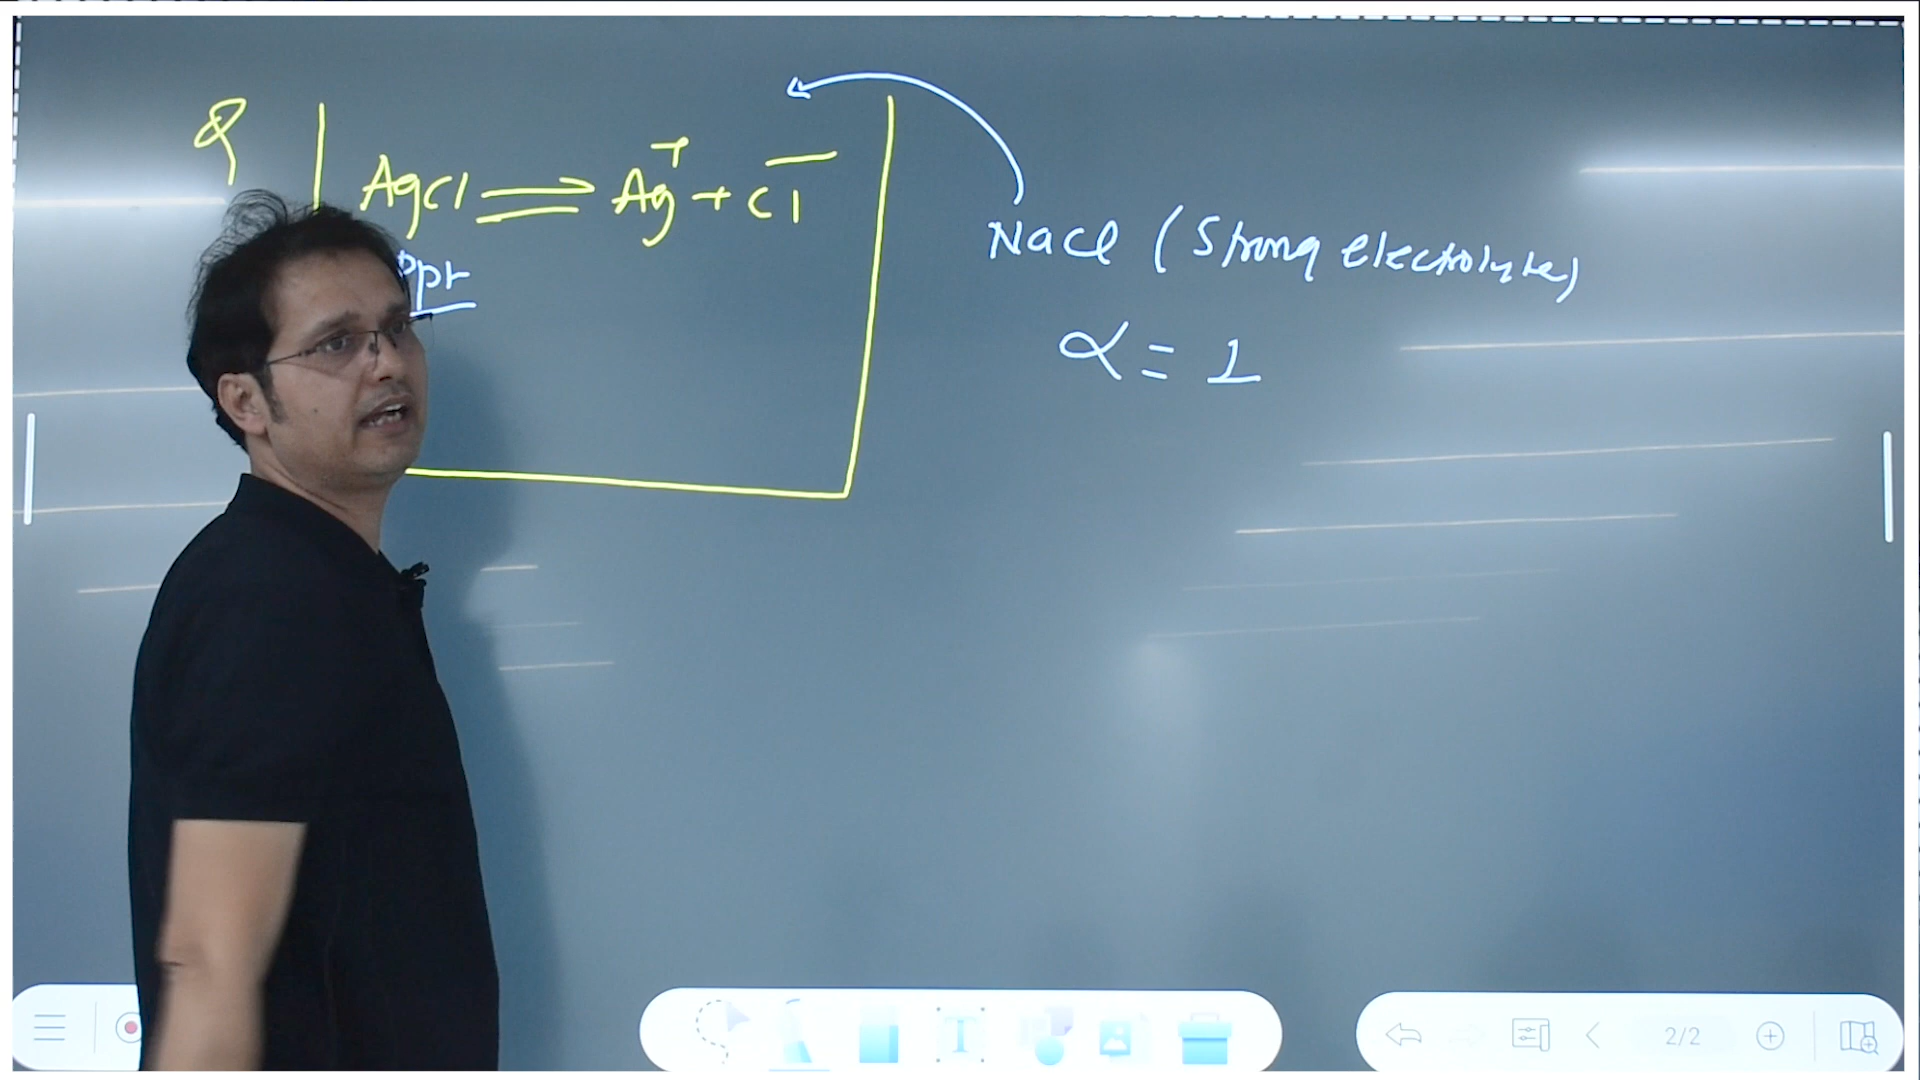 Q
AgCl ⇌ Ag⁺ + Cl⁻
ppt
NaCl (Strong electrolyte)
α = 1
T
2/2